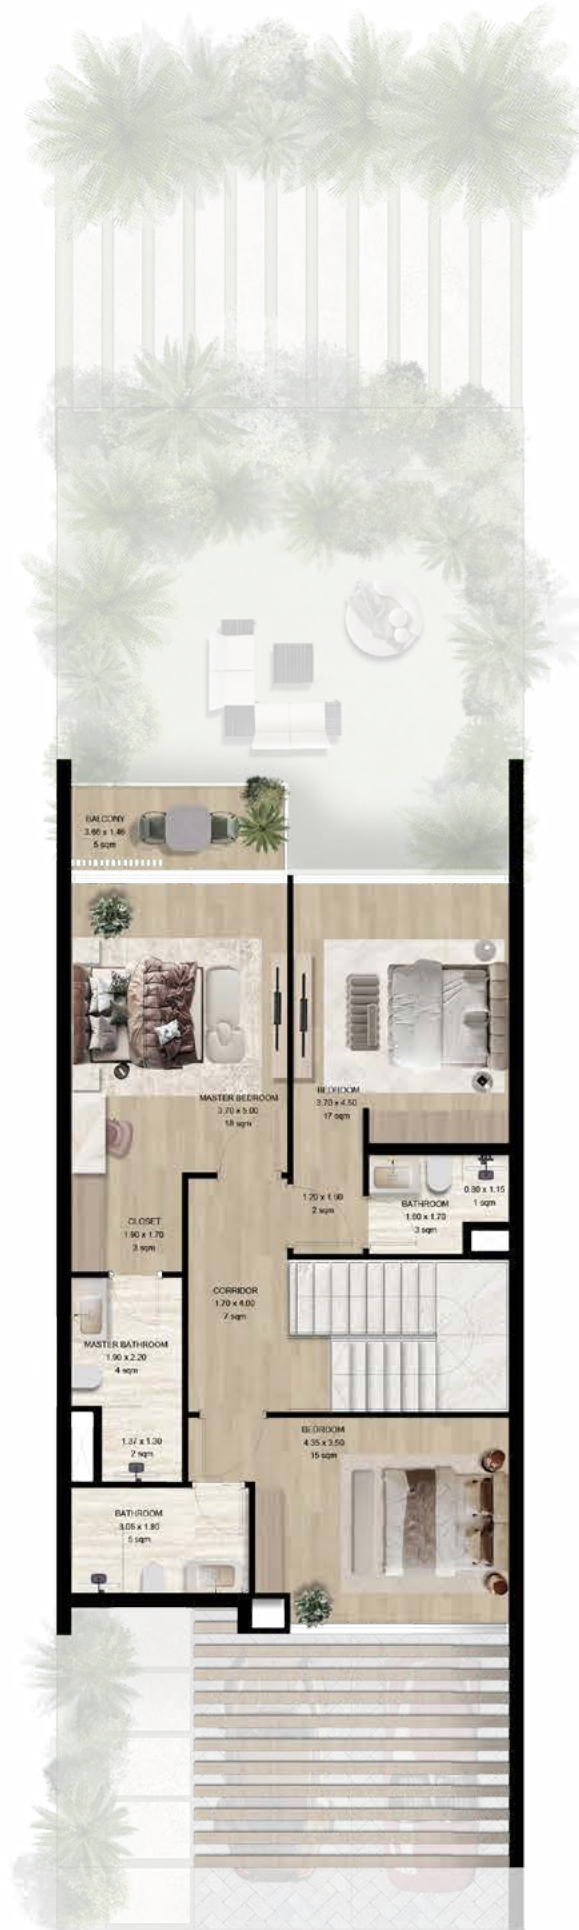 BALCONY
3.66 x 1.46
5 sqm
MASTER BEDROOM
3.70 x 5.00
18 sqm
BEDROOM
3.70 x 4.50
17 sqm
1.20 x 1.90
2 sqm
BATHROOM
1.60 x 1.70
3 sqm
0.80 x 1.15
1 sqm
CLOSET
1.90 x 1.70
3 sqm
CORRIDOR
1.70 x 4.00
7 sqm
MASTER BATHROOM
1.90 x 2.20
4 sqm
1.37 x 1.30
2 sqm
BEDROOM
4.35 x 3.50
15 sqm
BATHROOM
3.05 x 1.80
5 sqm